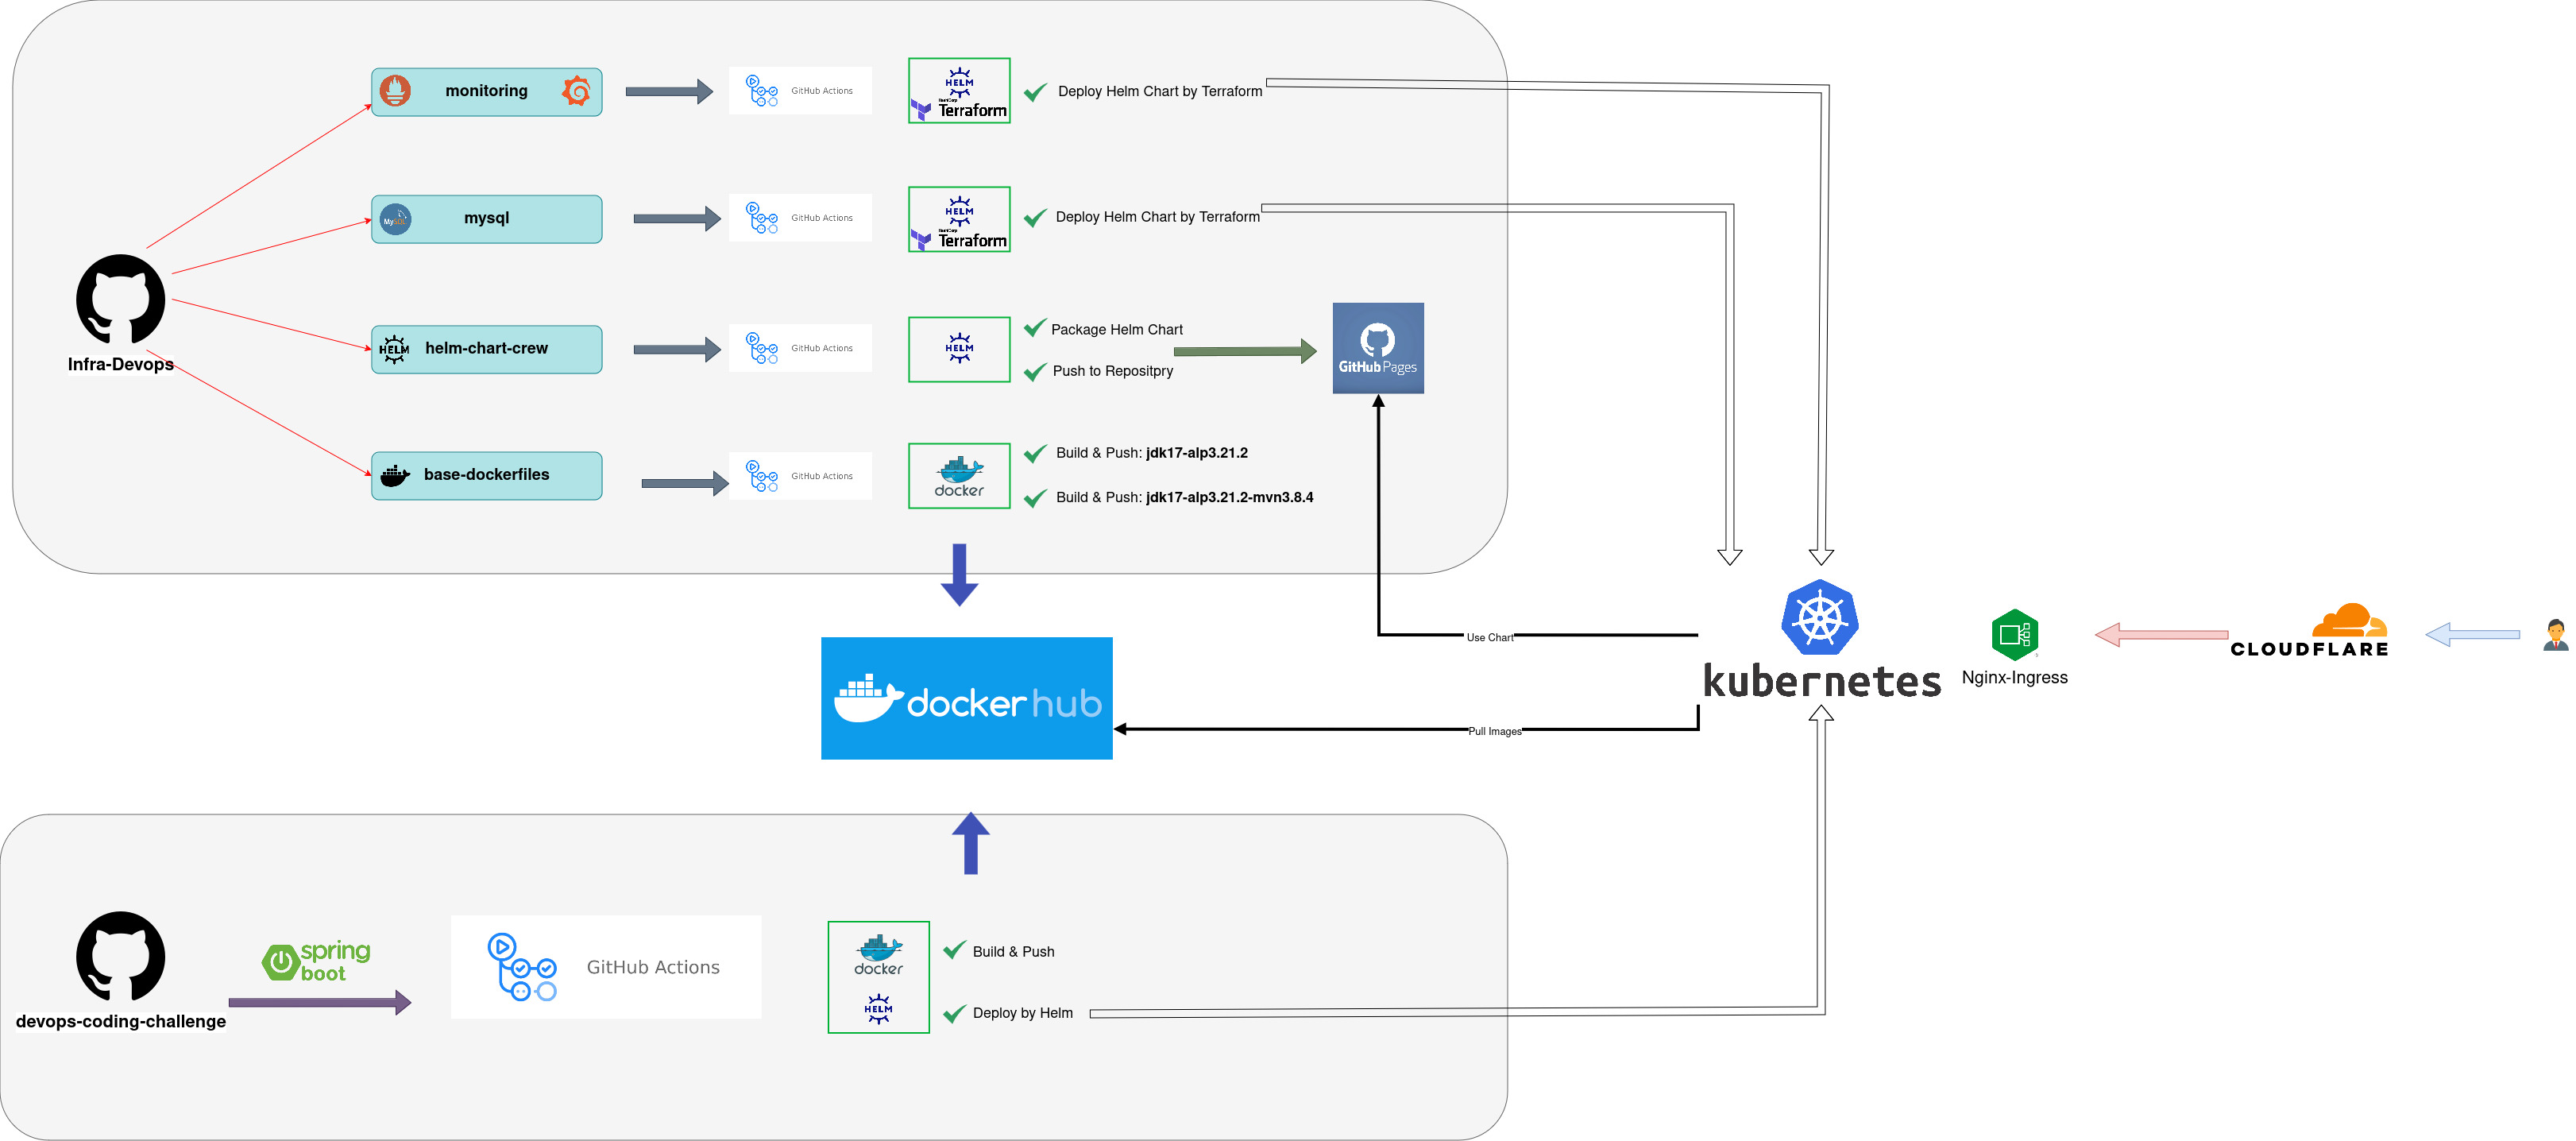 monitoring
GitHub Actions
HELM
HashiCorp
Terraform
Deploy Helm Chart by Terraform
MySQL
mysql
GitHub Actions
HELM
HashiCorp
Terraform
Deploy Helm Chart by Terraform
Infra-Devops
HELM
helm-chart-crew
GitHub Actions
HELM
Package Helm Chart
Push to Repositpry
GitHub Pages
base-dockerfiles
GitHub Actions
docker
Build & Push: jdk17-alp3.21.2
Build & Push: jdk17-alp3.21.2-mvn3.8.4
Use Chart
kubernetes
Nginx-Ingress
CLOUDFLARE
docker hub
Pull Images
devops-coding-challenge
spring
boot
GitHub Actions
docker
HELM
Build & Push
Deploy by Helm